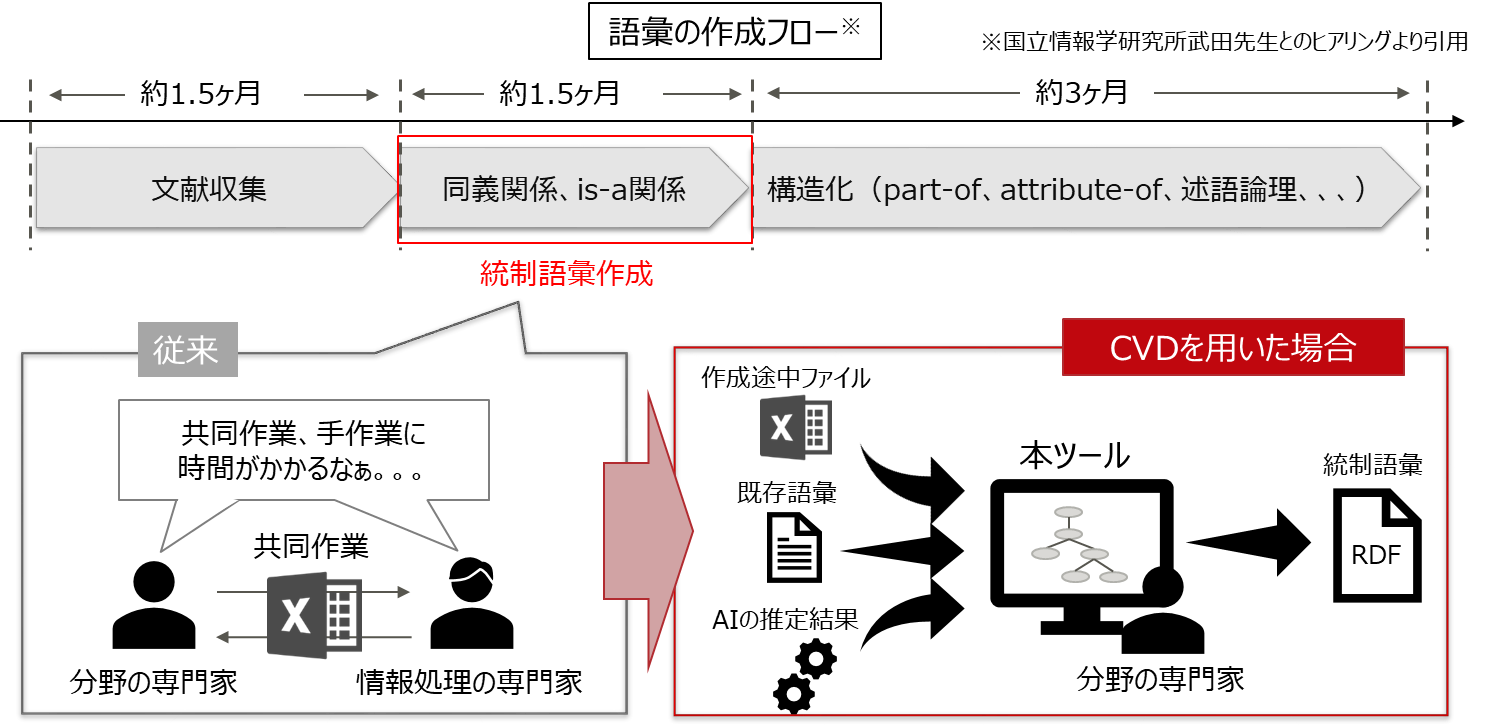 語彙の作成フロー※
※国立情報学研究所武田先生とのヒアリングより引用
約1.5ヶ月
約1.5ヶ月
約3ヶ月
文献収集
同義関係、is-a関係
構造化（part-of、attribute-of、述語論理、、、）
統制語彙作成
従来
共同作業、手作業に
時間がかかるなぁ。。。
共同作業
X
分野の専門家
情報処理の専門家
CVDを用いた場合
作成途中ファイル
X
既存語彙
AIの推定結果
本ツール
分野の専門家
統制語彙
RDF